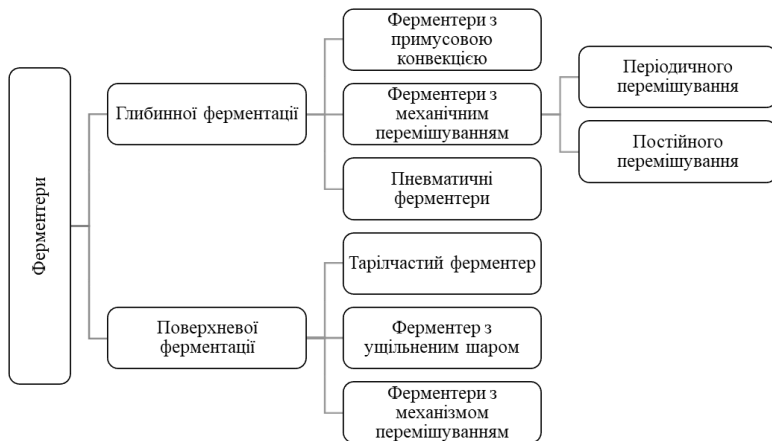 Ферментери
Глибинної ферментації
Ферментери з
примусовою
конвекцією
Ферментери з
механічним
перемішуванням
Періодичного
перемішування
Постійного
перемішування
Пневматичні
ферментери
Поверхневої
ферментації
Тарілчастий ферментер
Ферментер з
ущільненим шаром
Ферментери з
механізмом
перемішуванням